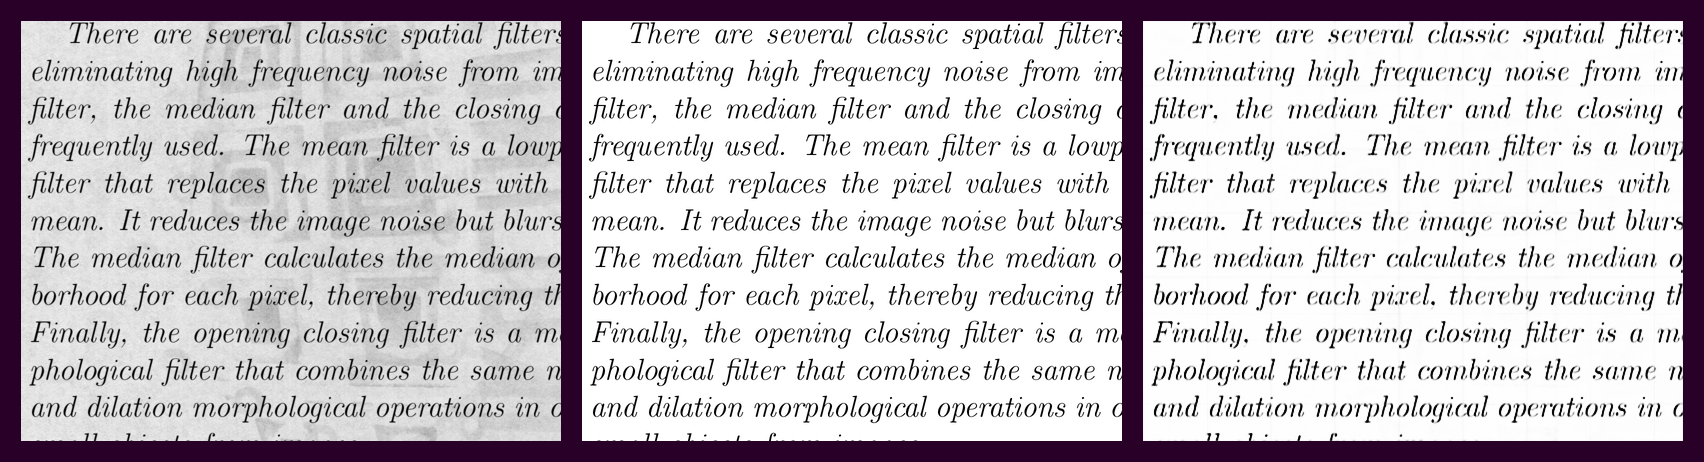 There are several classic spatial filters
eliminating high frequency noise from im
filter, the median filter and the closing
frequently used. The mean filter is a lowp
filter that replaces the pixel values with
mean. It reduces the image noise but blurs
The median filter calculates the median of
borhood for each pixel, thereby reducing th
Finally, the opening closing filter is a m
phological filter that combines the same n
and dilation morphological operations in
There are several classic spatial filters
eliminating high frequency noise from im
filter, the median filter and the closing
frequently used. The mean filter is a lowp
filter that replaces the pixel values with
mean. It reduces the image noise but blurs
The median filter calculates the median of
borhood for each pixel, thereby reducing th
Finally, the opening closing filter is a m
phological filter that combines the same n
and dilation morphological operations in
There are several classic spatial filters
eliminating high frequency noise from im
filter, the median filter and the closing
frequently used. The mean filter is a lowp
filter that replaces the pixel values with
mean. It reduces the image noise but blurs
The median filter calculates the median of
borhood for each pixel, thereby reducing th
Finally, the opening closing filter is a m
phological filter that combines the same n
and dilation morphological operations in